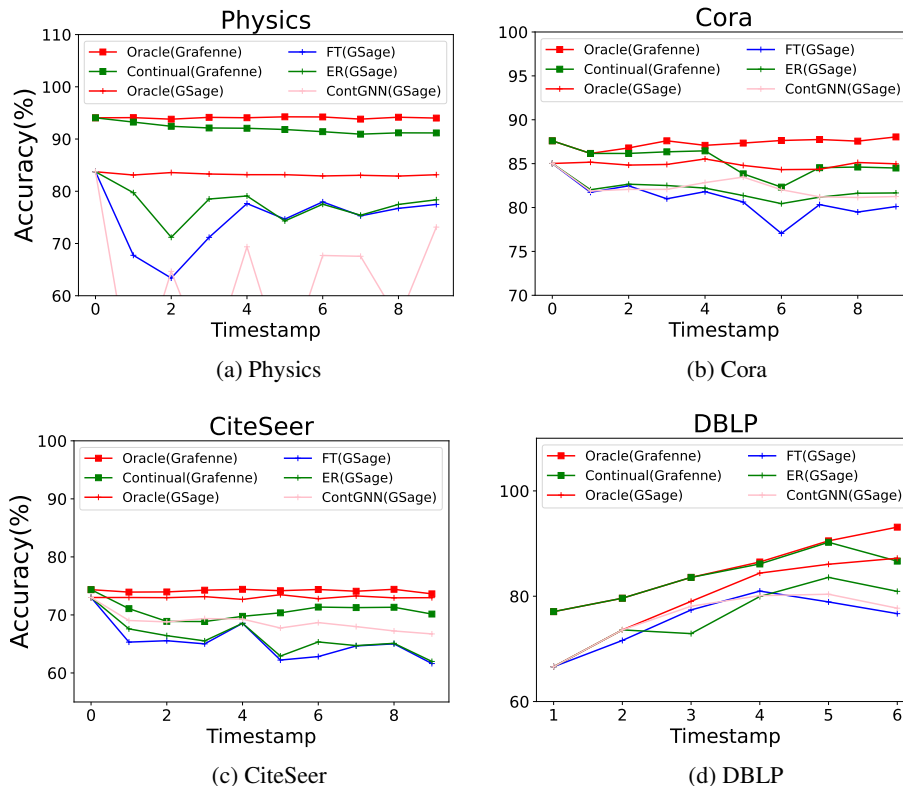 Physics
Oracle(Grafenne)
Continual(Grafenne)
Oracle(GSage)
FT(GSage)
ER(GSage)
ContGNN(GSage)
Accuracy(%)
110
100
90
80
70
60
0 2 4 6 8
Timestamp
(a) Physics
Cora
Oracle(Grafenne)
Continual(Grafenne)
Oracle(GSage)
FT(GSage)
ER(GSage)
ContGNN(GSage)
100
95
90
85
80
75
70
0 2 4 6 8
Timestamp
(b) Cora
CiteSeer
Oracle(Grafenne)
Continual(Grafenne)
Oracle(GSage)
FT(GSage)
ER(GSage)
ContGNN(GSage)
Accuracy(%)
100
90
80
70
60
0 2 4 6 8
Timestamp
(c) CiteSeer
DBLP
Oracle(Grafenne)
Continual(Grafenne)
Oracle(GSage)
FT(GSage)
ER(GSage)
ContGNN(GSage)
100
80
60
1 2 3 4 5 6
Timestamp
(d) DBLP